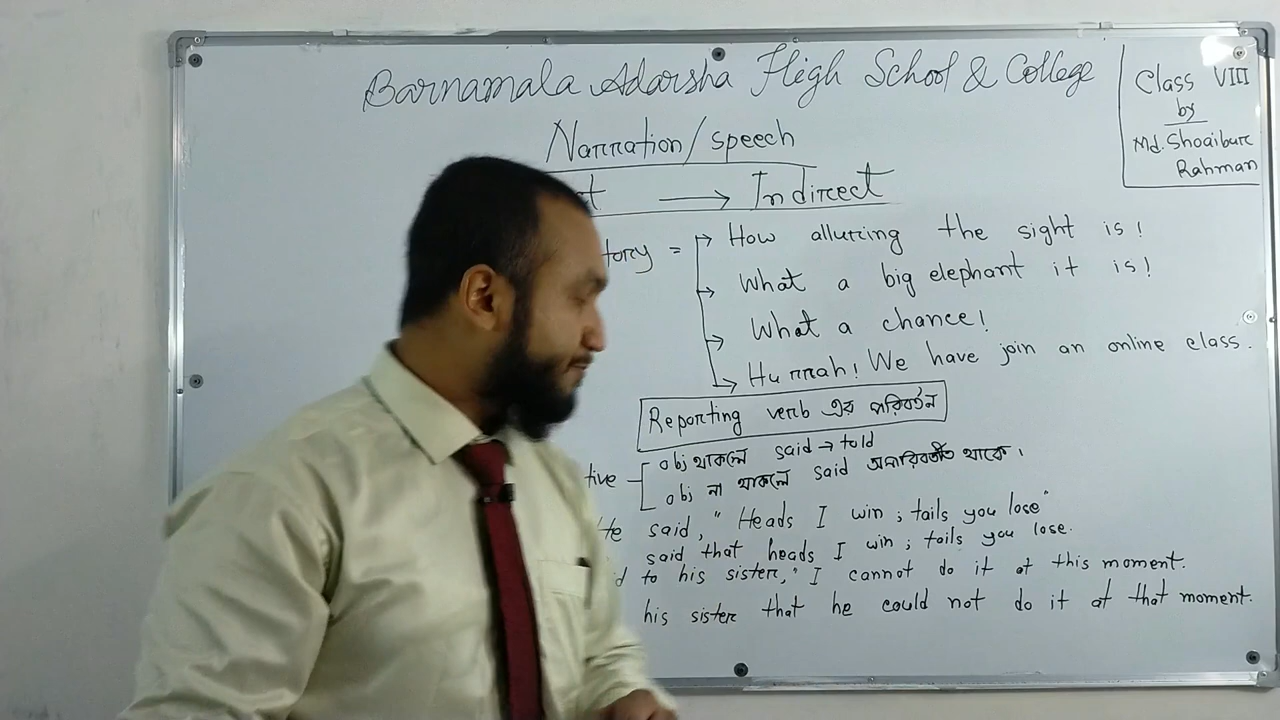 Barnamala Adarsha High School & College
Class VIII
by
Md. Shoaibur
Rahman
Narration/speech
t → Indirect
tory = → How allurring the sight is!
→ What a big elephant it is!
→ What a chance!
→ Hurrah! We have join an online class.
Reporting verb এর পরিবর্তন
tive obj থাকলে said → told
obj না থাকলে said অপরিবর্তীত থাকে।
He said, "Heads I win; tails you lose"
said that heads I win; tails you lose.
d to his sister, "I cannot do it at this moment.
his sister that he could not do it at that moment.